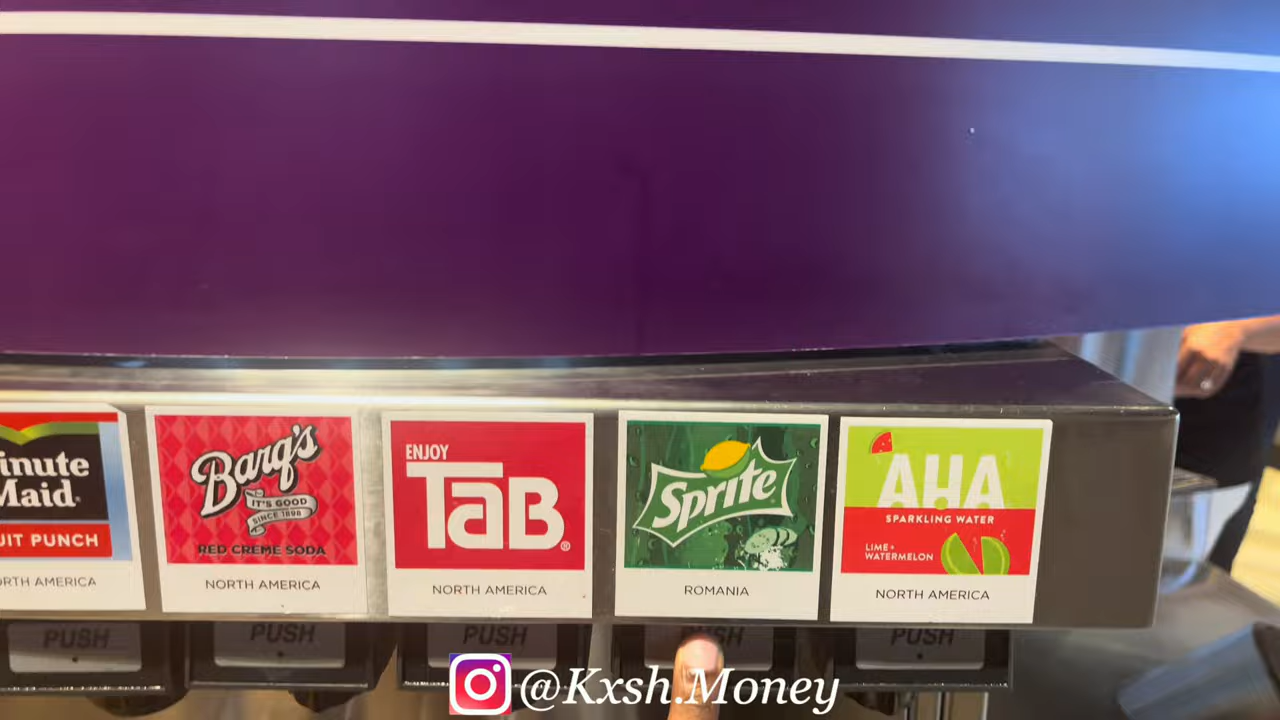 inute
Maid
UIT PUNCH
RTH AMERICA
Barq's
IT'S GOOD
SINCE 1898
RED CREME SODA
NORTH AMERICA
ENJOY
TaB®
NORTH AMERICA
Sprite
ROMANIA
AHA
SPARKLING WATER
LIME+
WATERMELON
NORTH AMERICA
PUSH
PUSH
PUSH
PUSH
@Kxsh.Money